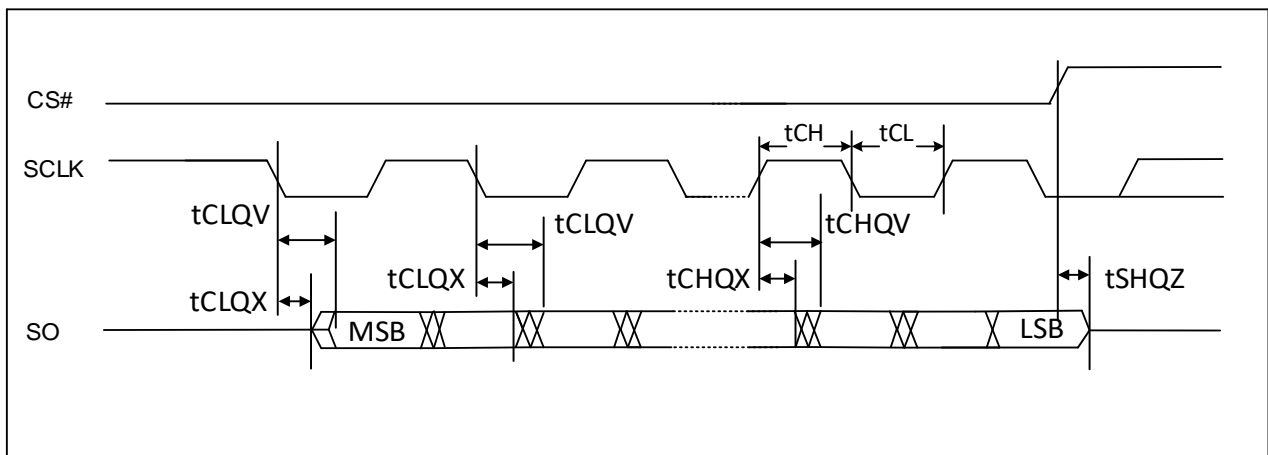 CS#
tCH
tCL
SCLK
tCLQV
tCLQV
tCHQV
tCLQX
tCLQX
tCHQX
tSHQZ
SO
MSB
LSB